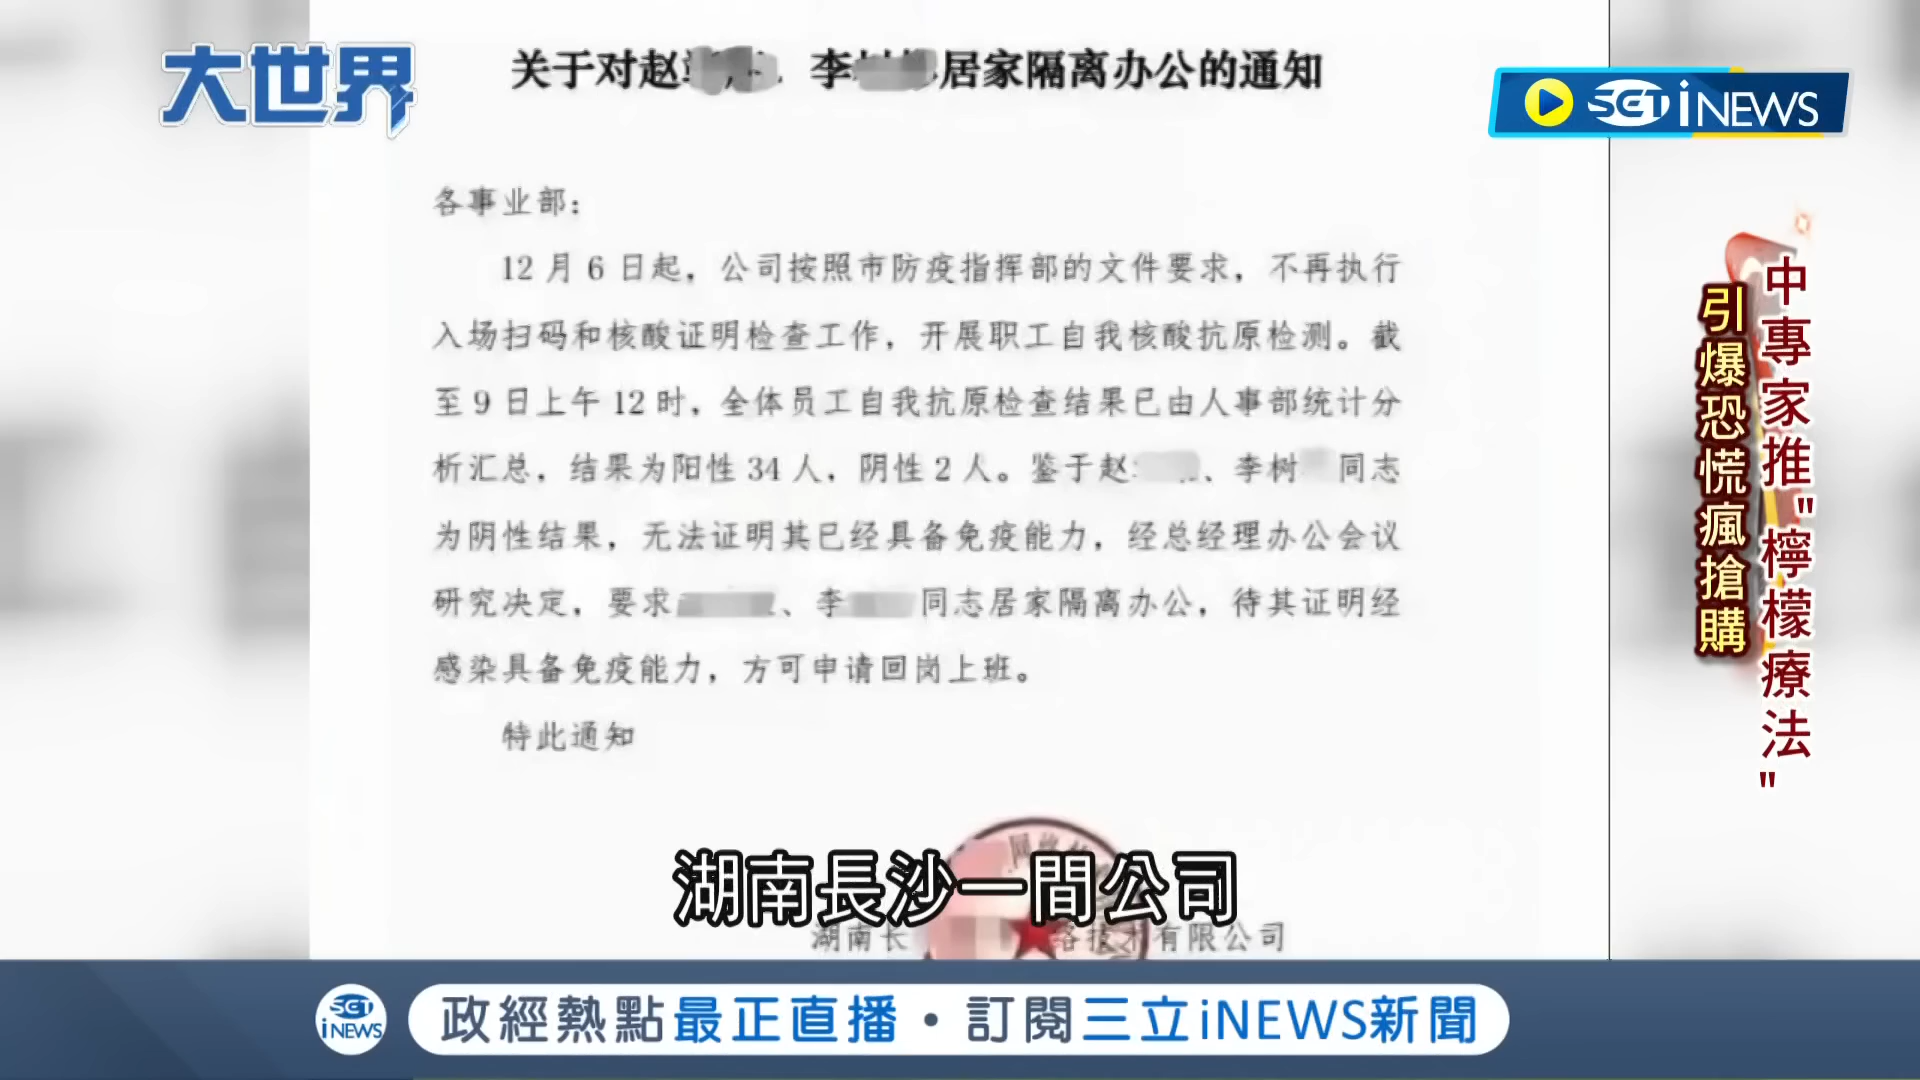 大世界
关于对赵 李 居家隔离办公的通知
SET iNEWS
各事业部：
12月6日起，公司按照市防疫指挥部的文件要求，不再执行
入场扫码和核酸证明检查工作，开展职工自我核酸抗原检测。截
至9日上午12时，全体员工自我抗原检查结果已由人事部统计分
析汇总，结果为阳性34人，阴性2人。鉴于赵 、李树 同志
为阴性结果，无法证明其已经具备免疫能力，经总经理办公会议
研究决定，要求 、李 同志居家隔离办公，待其证明经
感染具备免疫能力，方可申请回岗上班。
特此通知
湖南长 络技术有限公司
中專家推"檸檬療法"
引爆恐慌瘋搶購
湖南長沙一間公司
SET iNEWS
政經熱點最正直播・訂閱三立iNEWS新聞